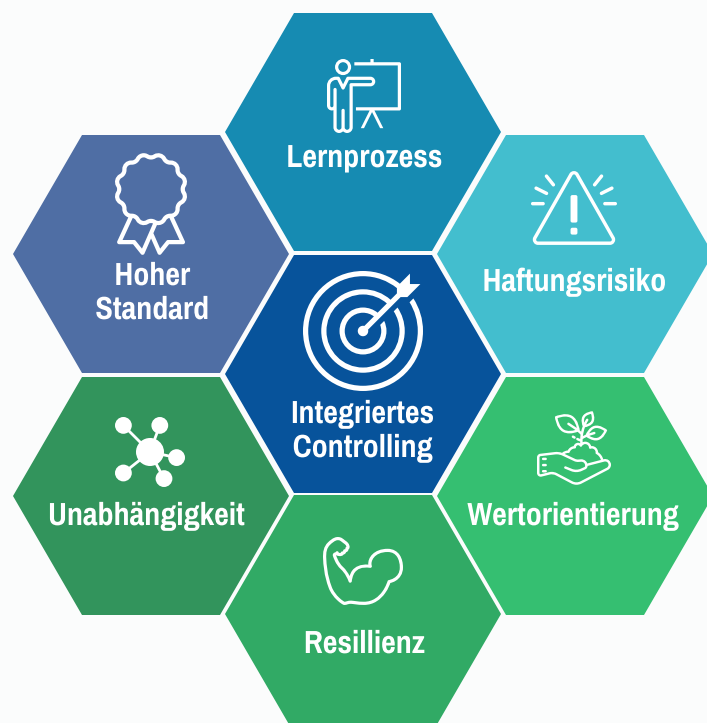 Lernprozess
Hoher
Standard
Haftungsrisiko
Integriertes
Controlling
Unabhängigkeit
Wertorientierung
Resillienz